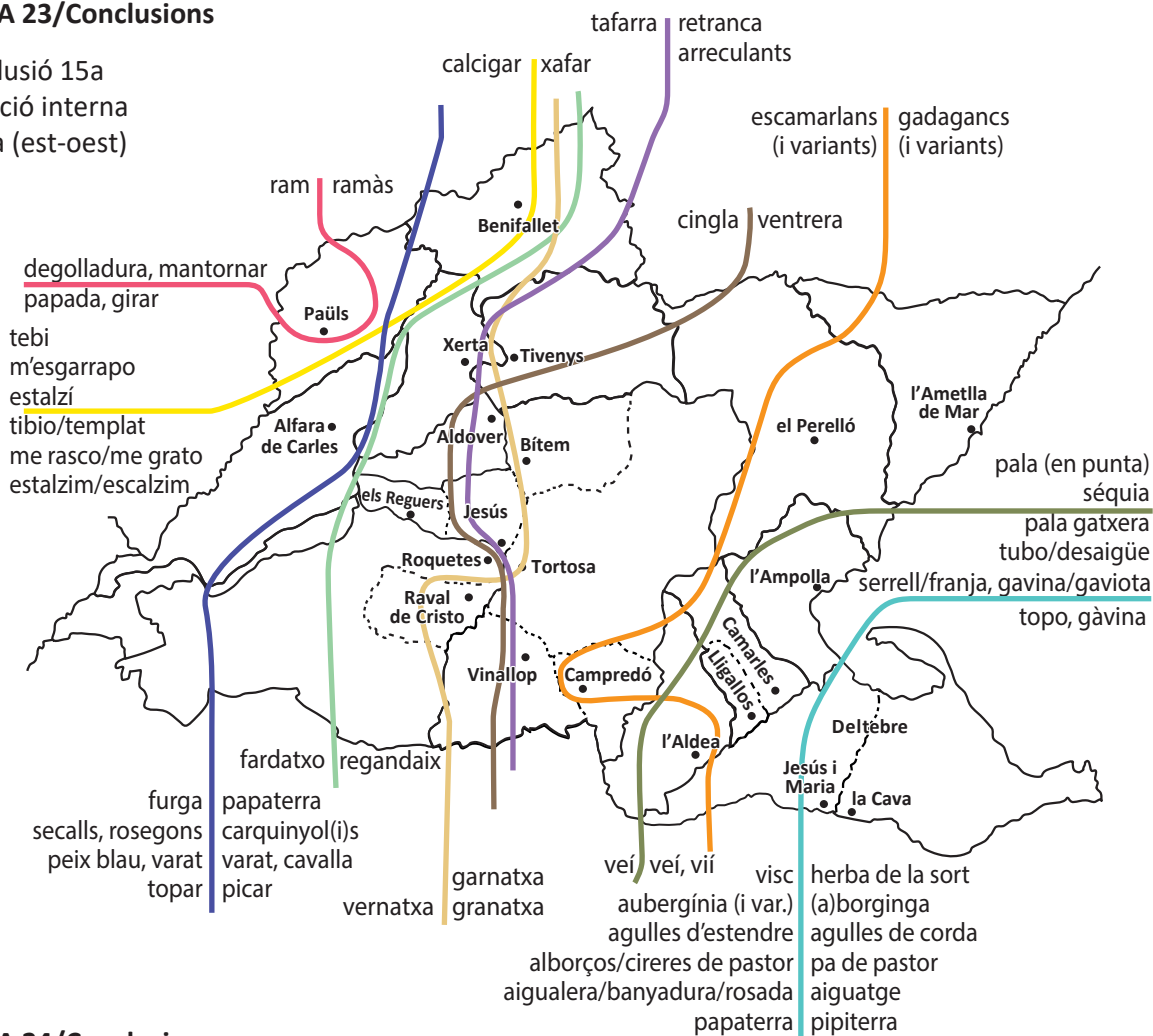 A 23/Conclusions
lusió 15a
ció interna
a (est-oest)
tafarra retranca
arreculants
calcigar xafar
escamarlans gadagancs
(i variants) (i variants)
ram ramàs
cingla ventrera
Benifallet
degolladura, mantornar
papada, girar
Paüls
tebi
m'esgarrapo
estalzí
tibio/templat
me rasco/me grato
estalzim/escalzim
Xerta
Tivenys
l'Ametlla
de Mar
Alfara
de Carles
Aldover
Bítem
el Perelló
pala (en punta)
séquia
pala gatxera
tubo/desaigüe
els Reguers
Jesús
Roquetes
Tortosa
l'Ampolla
serrell/franja, gavina/gaviota
topo, gàvina
Raval
de Cristo
Camarles
Lligallos
Vinallop
Campredó
l'Aldea
Deltebre
Jesús i
Maria
la Cava
fardatxo regandaix
furga papaterra
secalls, rosegons carquinyol(i)s
peix blau, varat varat, cavalla
topar picar
garnatxa
vernatxa granatxa
veí veí, vií
visc herba de la sort
aubergínia (i var.) (a)borginga
agulles d'estendre agulles de corda
alborços/cireres de pastor pa de pastor
aigualera/banyadura/rosada aiguatge
papaterra pipiterra